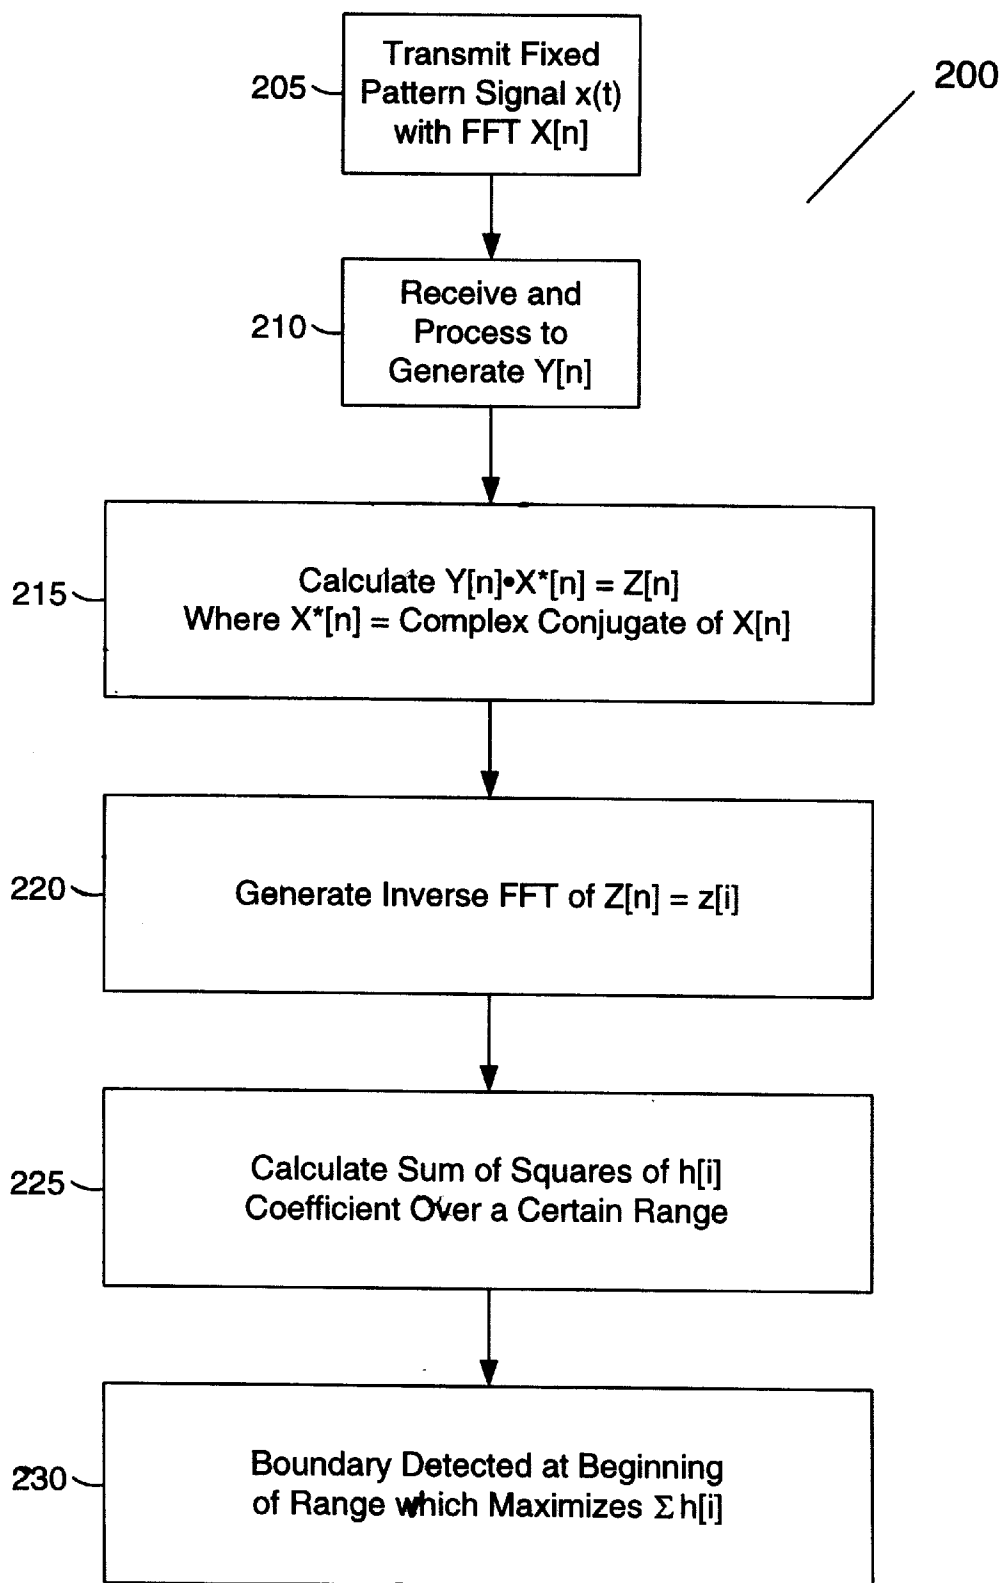 Transmit Fixed
Pattern Signal x(t)
with FFT X[n]
205
200
Receive and
Process to
Generate Y[n]
210
Calculate Y[n]•X*[n] = Z[n]
Where X*[n] = Complex Conjugate of X[n]
215
Generate Inverse FFT of Z[n] = z[i]
220
Calculate Sum of Squares of h[i]
Coefficient Over a Certain Range
225
Boundary Detected at Beginning
of Range which Maximizes Σ h[i]
230